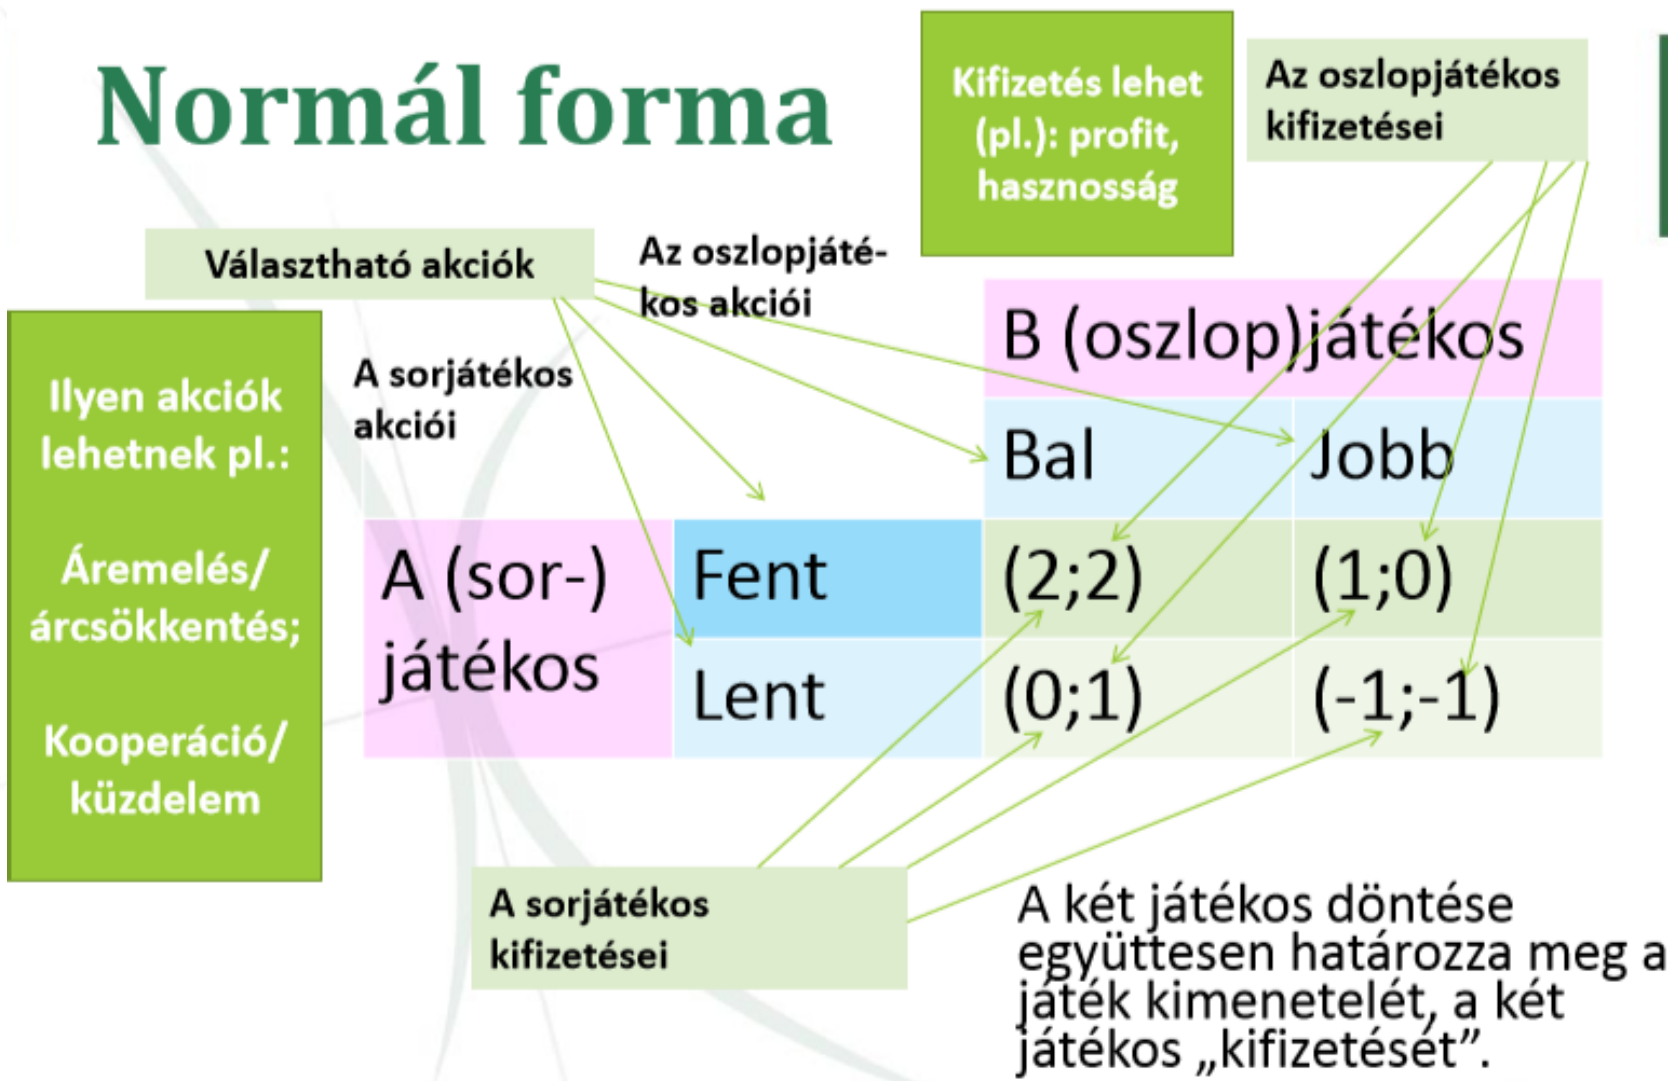 Normál forma
Kifizetés lehet
(pl.): profit,
hasznosság
Az oszlopjátékos
kifizetései
Választható akciók
Az oszlopjáté-
kos akciói
A sorjátékos
akciói
Ilyen akciók
lehetnek pl.:
Áremelés/
árcsökkentés;
Kooperáció/
küzdelem
B (oszlop)játékos
Bal Jobb
A (sor-)
játékos
Fent (2;2) (1;0)
Lent (0;1) (-1;-1)
A sorjátékos
kifizetései
A két játékos döntése
együttesen határozza meg a
játék kimenetelét, a két
játékos „kifizetését”.